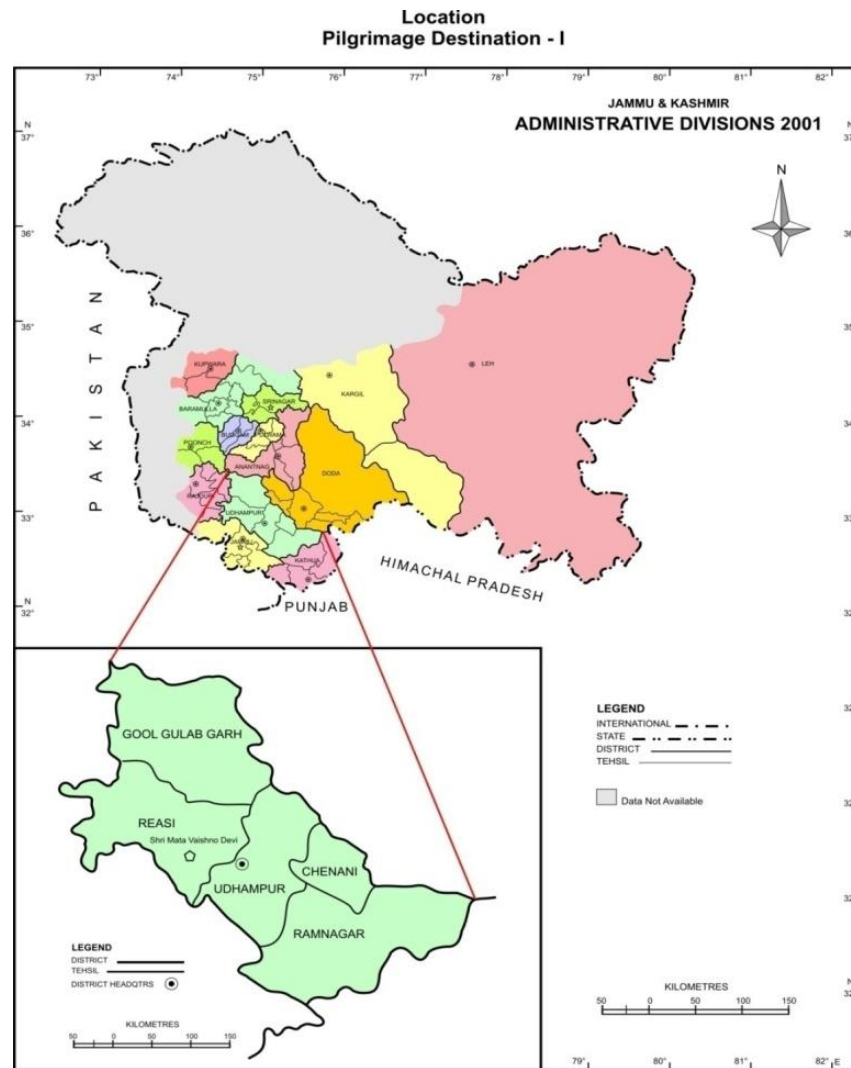 Location
Pilgrimage Destination - I
73° 74° 75° 76° 77° 78° 79° 80° 81° 82°
JAMMU & KASHMIR
ADMINISTRATIVE DIVISIONS 2001
N
N
37°
36°
35°
34°
33°
32°
PAKISTAN
KUPWARA
BARAMULLA
SRINAGAR
POONCH
ANANTNAG
KARGIL
LEH
DODA
UDHAMPUR
KATHUA
HIMACHAL PRADESH
PUNJAB
GOOL GULAB GARH
REASI
Shri Mata Vaishno Devi
UDHAMPUR
CHENANI
RAMNAGAR
LEGEND
DISTRICT
TEHSIL
DISTRICT HEADQTRS
KILOMETRES
50 0 50 100 150
LEGEND
INTERNATIONAL
STATE
DISTRICT
TEHSIL
Data Not Available
KILOMETRES
50 0 50 100 150
79° 80° 81° 82° E